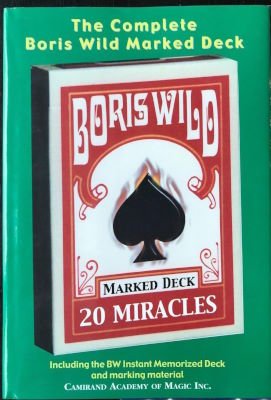 The Complete
Boris Wild Marked Deck
BORIS WILD
MARKED DECK
20 MIRACLES
Including the BW Instant Memorized Deck
and marking material
CAMIRAND ACADEMY OF MAGIC INC.